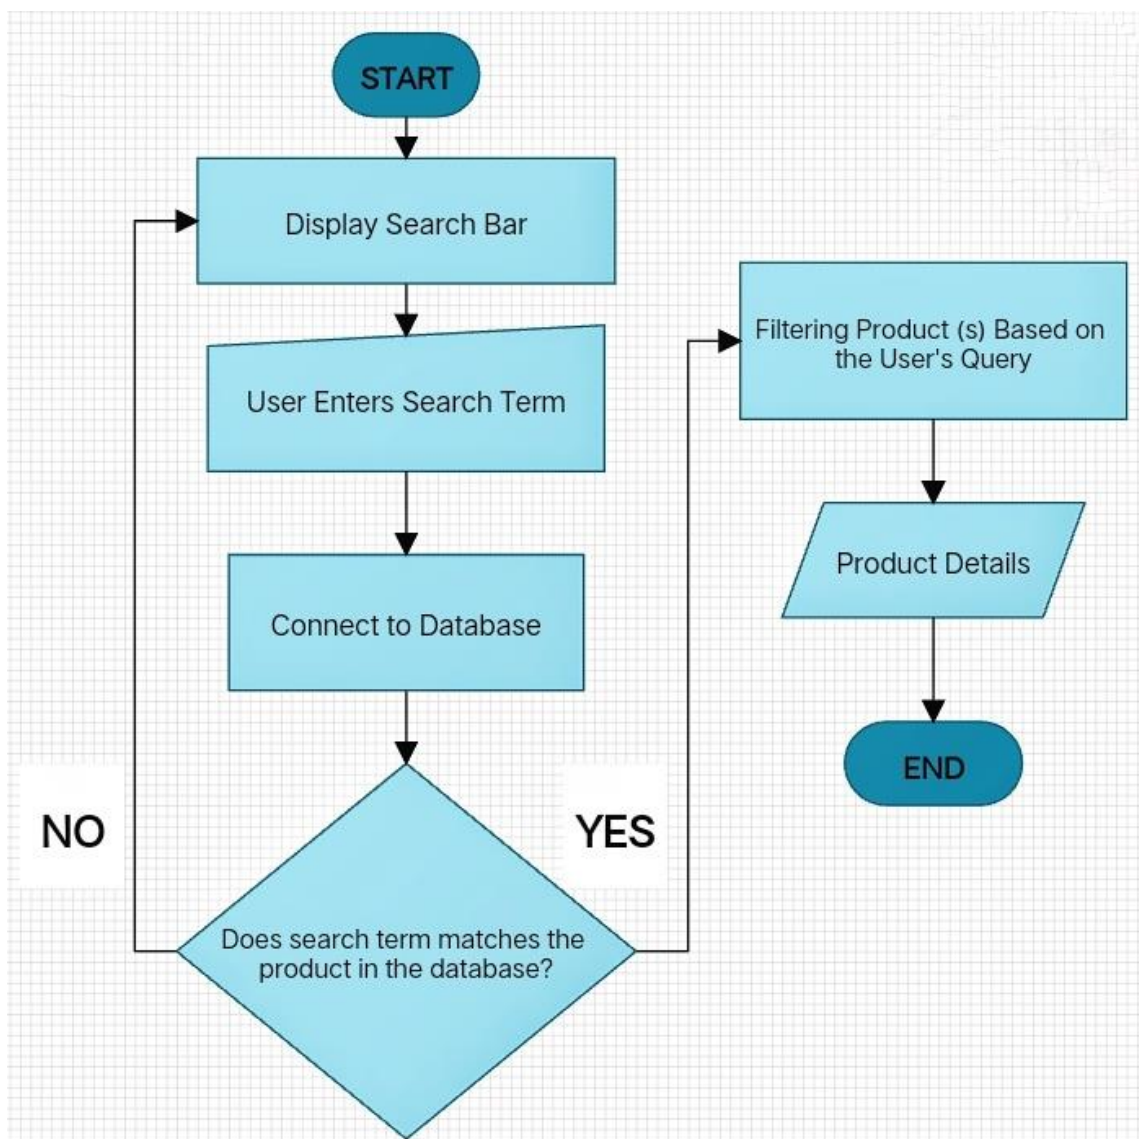 START
Display Search Bar
User Enters Search Term
Connect to Database
NO
YES
Does search term matches the
product in the database?
Filtering Product (s) Based on
the User's Query
Product Details
END